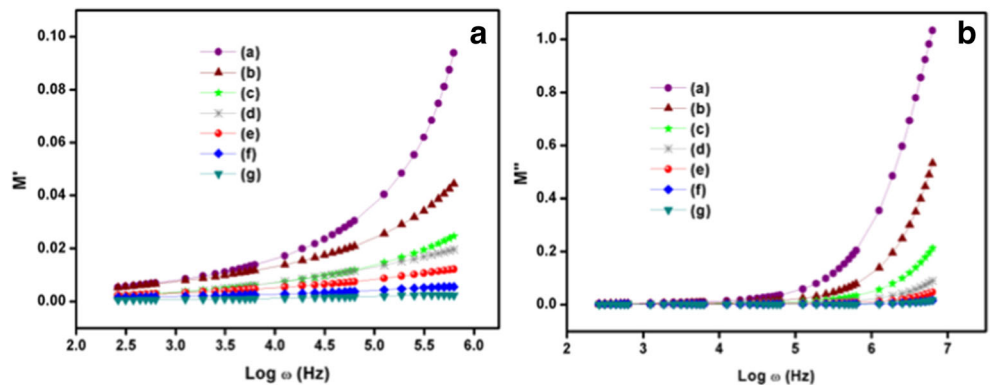 a
0.10
0.08
0.06
0.04
0.02
0.00
M'
(a)
(b)
(c)
(d)
(e)
(f)
(g)
2.0 2.5 3.0 3.5 4.0 4.5 5.0 5.5 6.0
Log ω (Hz)
b
1.0
0.8
0.6
0.4
0.2
0.0
M''
(a)
(b)
(c)
(d)
(e)
(f)
(g)
2 3 4 5 6 7
Log ω (Hz)